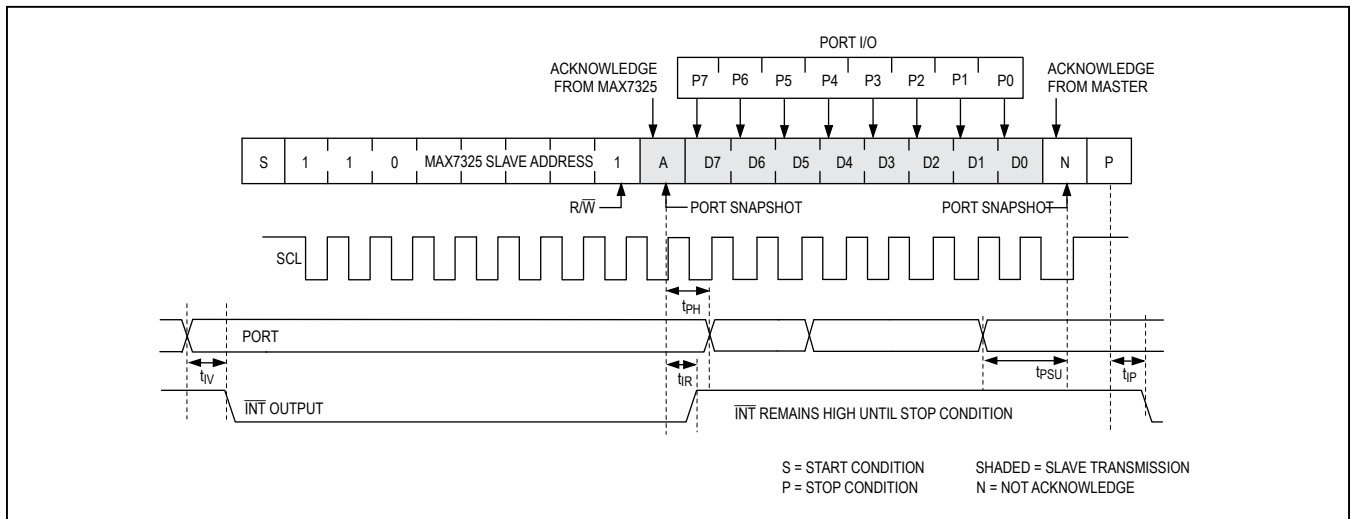 PORT I/O
ACKNOWLEDGE
FROM MAX7325
P7 P6 P5 P4 P3 P2 P1 P0
ACKNOWLEDGE
FROM MASTER
S 1 1 0 MAX7325 SLAVE ADDRESS 1 A D7 D6 D5 D4 D3 D2 D1 D0 N P
R/W̅ PORT SNAPSHOT PORT SNAPSHOT
SCL
tPH
PORT
tIV tIR tPSU tIP
I̅N̅T̅ OUTPUT I̅N̅T̅ REMAINS HIGH UNTIL STOP CONDITION
S = START CONDITION SHADED = SLAVE TRANSMISSION
P = STOP CONDITION N = NOT ACKNOWLEDGE